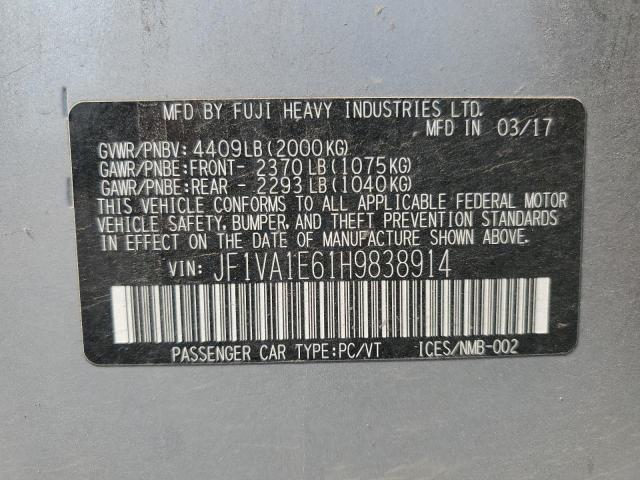 MFD BY FUJI HEAVY INDUSTRIES LTD.
MFD IN 03/17
GVWR/PNBV: 4409LB(2000KG)
GAWR/PNBE:FRONT- 2370LB(1075KG)
GAWR/PNBE:REAR - 2293LB(1040KG)
THIS VEHICLE CONFORMS TO ALL APPLICABLE FEDERAL MOTOR
VEHICLE SAFETY, BUMPER, AND THEFT PREVENTION STANDARDS
IN EFFECT ON THE DATE OF MANUFACTURE SHOWN ABOVE.
VIN: JF1VA1E61H9838914
PASSENGER CAR TYPE:PC/VT ICES/NMB-002